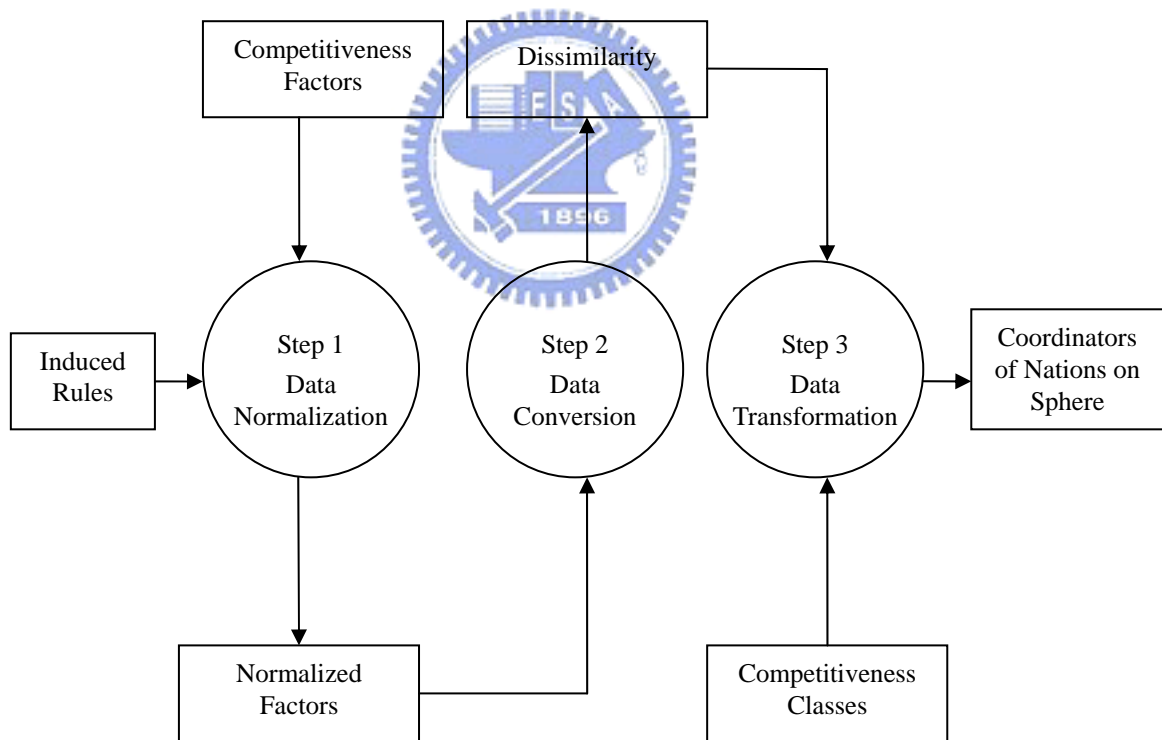 Competitiveness
Factors
Dissimilarity
E S A
1896
Induced
Rules
Step 1
Data
Normalization
Step 2
Data
Conversion
Step 3
Data
Transformation
Coordinators
of Nations on
Sphere
Normalized
Factors
Competitiveness
Classes